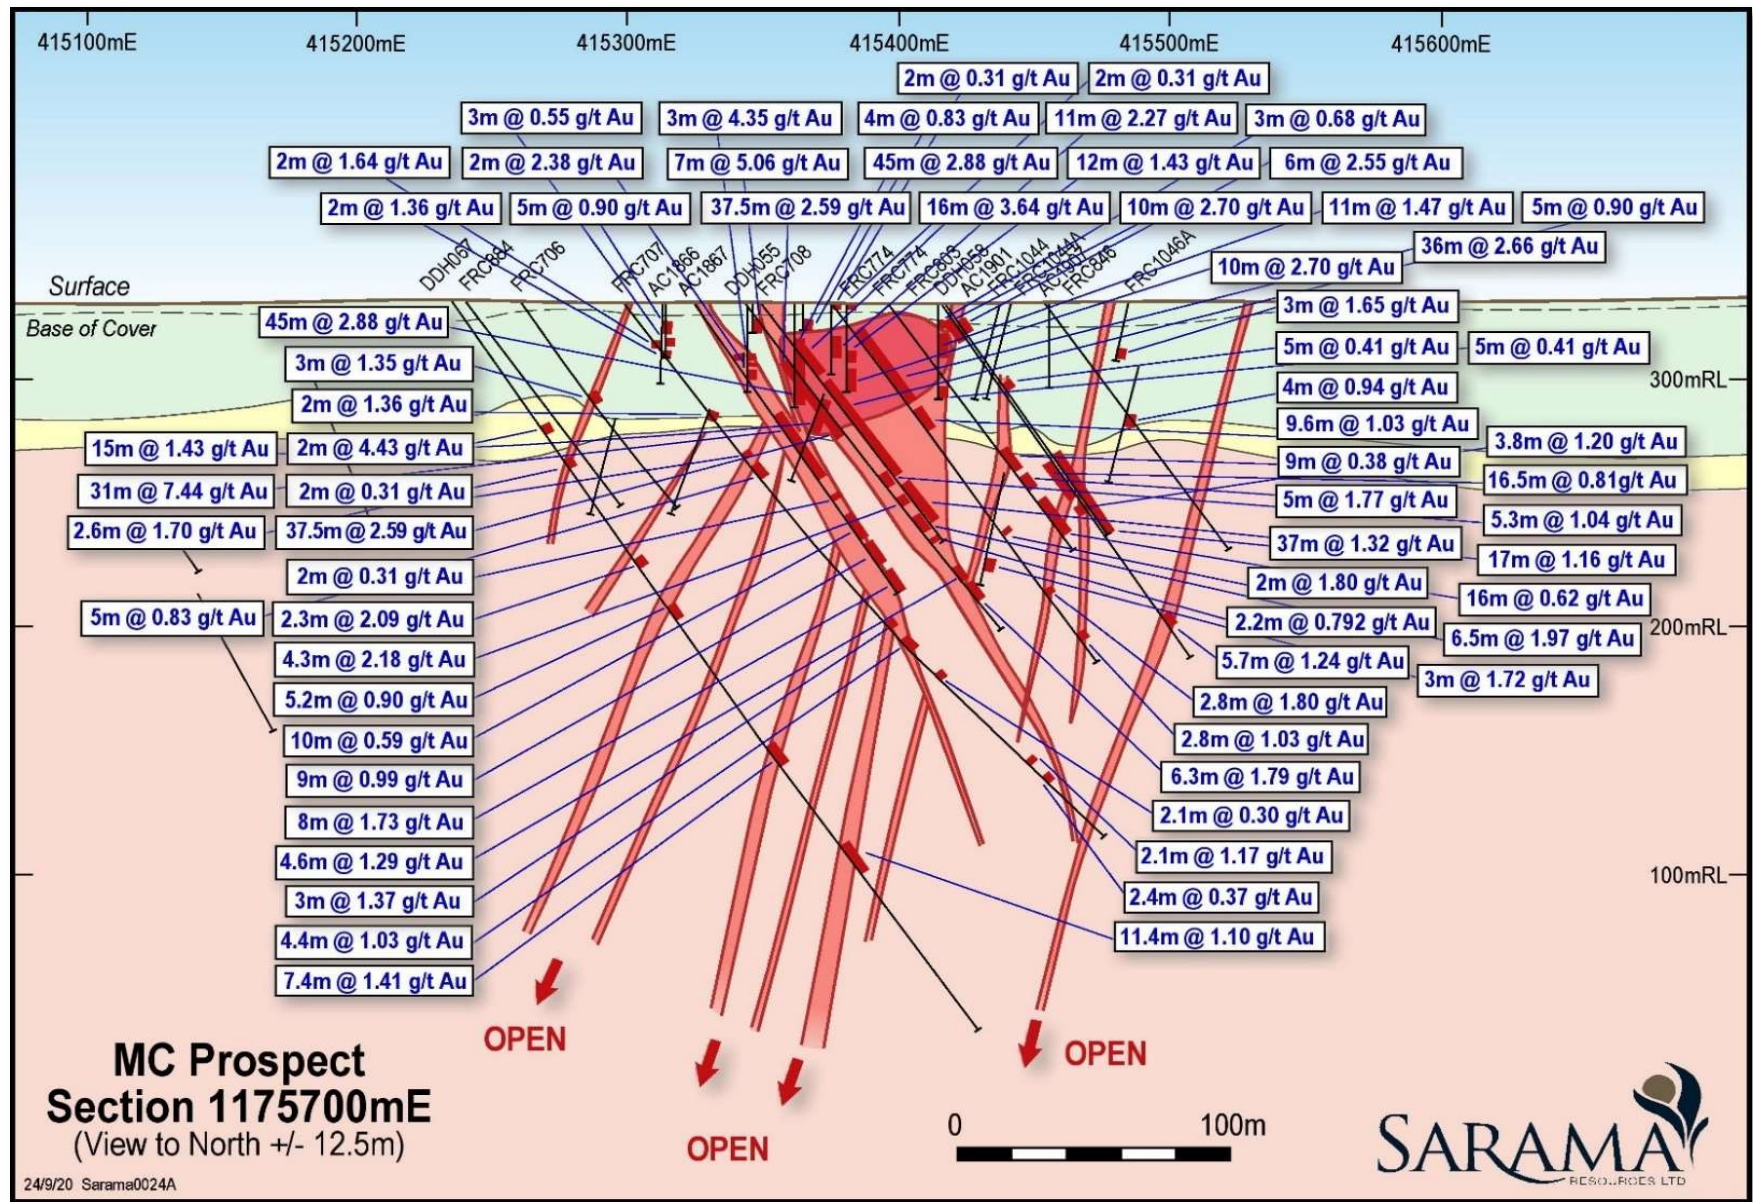 415100mE 415200mE 415300mE 415400mE 415500mE 415600mE
2m @ 0.31 g/t Au 2m @ 0.31 g/t Au
3m @ 0.55 g/t Au 3m @ 4.35 g/t Au 4m @ 0.83 g/t Au 11m @ 2.27 g/t Au 3m @ 0.68 g/t Au
2m @ 1.64 g/t Au 2m @ 2.38 g/t Au 7m @ 5.06 g/t Au 45m @ 2.88 g/t Au 12m @ 1.43 g/t Au 6m @ 2.55 g/t Au
2m @ 1.36 g/t Au 5m @ 0.90 g/t Au 37.5m @ 2.59 g/t Au 16m @ 3.64 g/t Au 10m @ 2.70 g/t Au 11m @ 1.47 g/t Au 5m @ 0.90 g/t Au
36m @ 2.66 g/t Au
10m @ 2.70 g/t Au
DDH067 FRC884 FRC706 FRC707 AC1866 AC1867 DDH055 FRC708 FRC774 FRC774 FRC803 DDH058 AC1901 FRC1044 FRC1044A FRC846 FRC1046A
Surface
Base of Cover
45m @ 2.88 g/t Au
3m @ 1.35 g/t Au
2m @ 1.36 g/t Au
15m @ 1.43 g/t Au 2m @ 4.43 g/t Au
31m @ 7.44 g/t Au 2m @ 0.31 g/t Au
2.6m @ 1.70 g/t Au 37.5m @ 2.59 g/t Au
2m @ 0.31 g/t Au
5m @ 0.83 g/t Au 2.3m @ 2.09 g/t Au
4.3m @ 2.18 g/t Au
5.2m @ 0.90 g/t Au
10m @ 0.59 g/t Au
9m @ 0.99 g/t Au
8m @ 1.73 g/t Au
4.6m @ 1.29 g/t Au
3m @ 1.37 g/t Au
4.4m @ 1.03 g/t Au
7.4m @ 1.41 g/t Au
3m @ 1.65 g/t Au
5m @ 0.41 g/t Au 5m @ 0.41 g/t Au
300mRL
4m @ 0.94 g/t Au
9.6m @ 1.03 g/t Au
3.8m @ 1.20 g/t Au
9m @ 0.38 g/t Au
16.5m @ 0.81g/t Au
5m @ 1.77 g/t Au
5.3m @ 1.04 g/t Au
37m @ 1.32 g/t Au
17m @ 1.16 g/t Au
2m @ 1.80 g/t Au
16m @ 0.62 g/t Au
2.2m @ 0.792 g/t Au
200mRL
6.5m @ 1.97 g/t Au
5.7m @ 1.24 g/t Au
3m @ 1.72 g/t Au
2.8m @ 1.80 g/t Au
2.8m @ 1.03 g/t Au
6.3m @ 1.79 g/t Au
2.1m @ 0.30 g/t Au
2.1m @ 1.17 g/t Au
100mRL
2.4m @ 0.37 g/t Au
11.4m @ 1.10 g/t Au
OPEN
OPEN
OPEN
MC Prospect
Section 1175700mE
(View to North +/- 12.5m)
0 100m
SARAMA
RESOURCES LTD
24/9/20 Sarama0024A